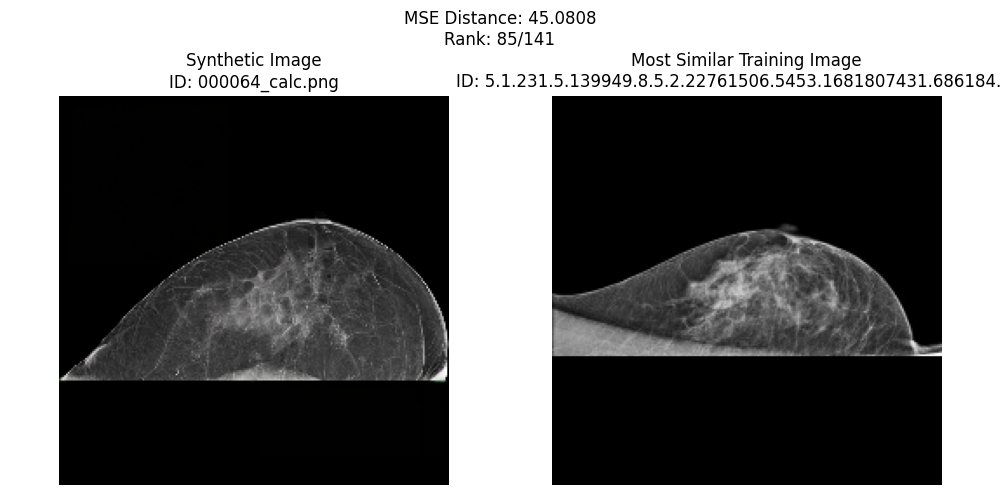 MSE Distance: 45.0808
Rank: 85/141
Synthetic Image
ID: 000064_calc.png
Most Similar Training Image
ID: 5.1.231.5.139949.8.5.2.22761506.5453.1681807431.686184.